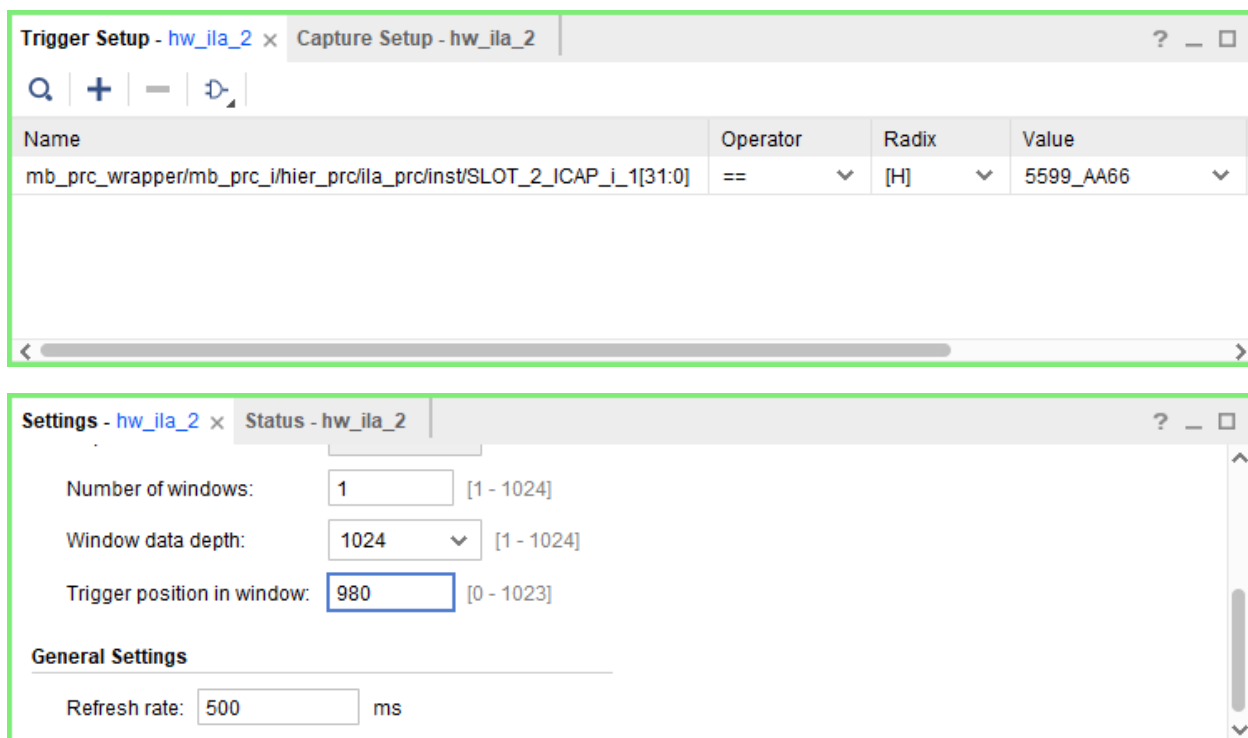 Trigger Setup - hw_ila_2 × Capture Setup - hw_ila_2 ?
Name Operator Radix Value
mb_prc_wrapper/mb_prc_i/hier_prc/ila_prc/inst/SLOT_2_ICAP_i_1[31:0] == [H] 5599_AA66
Settings - hw_ila_2 × Status - hw_ila_2 ?
Number of windows: 1 [1 - 1024]
Window data depth: 1024 [1 - 1024]
Trigger position in window: 980 [0 - 1023]
General Settings
Refresh rate: 500 ms